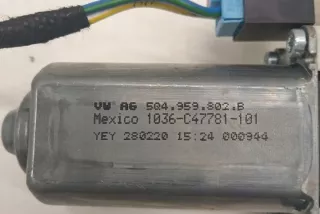 VW AG 5Q4.959.802.B
Mexico 1036-C47781-101
YEY 280220 15:24 000944